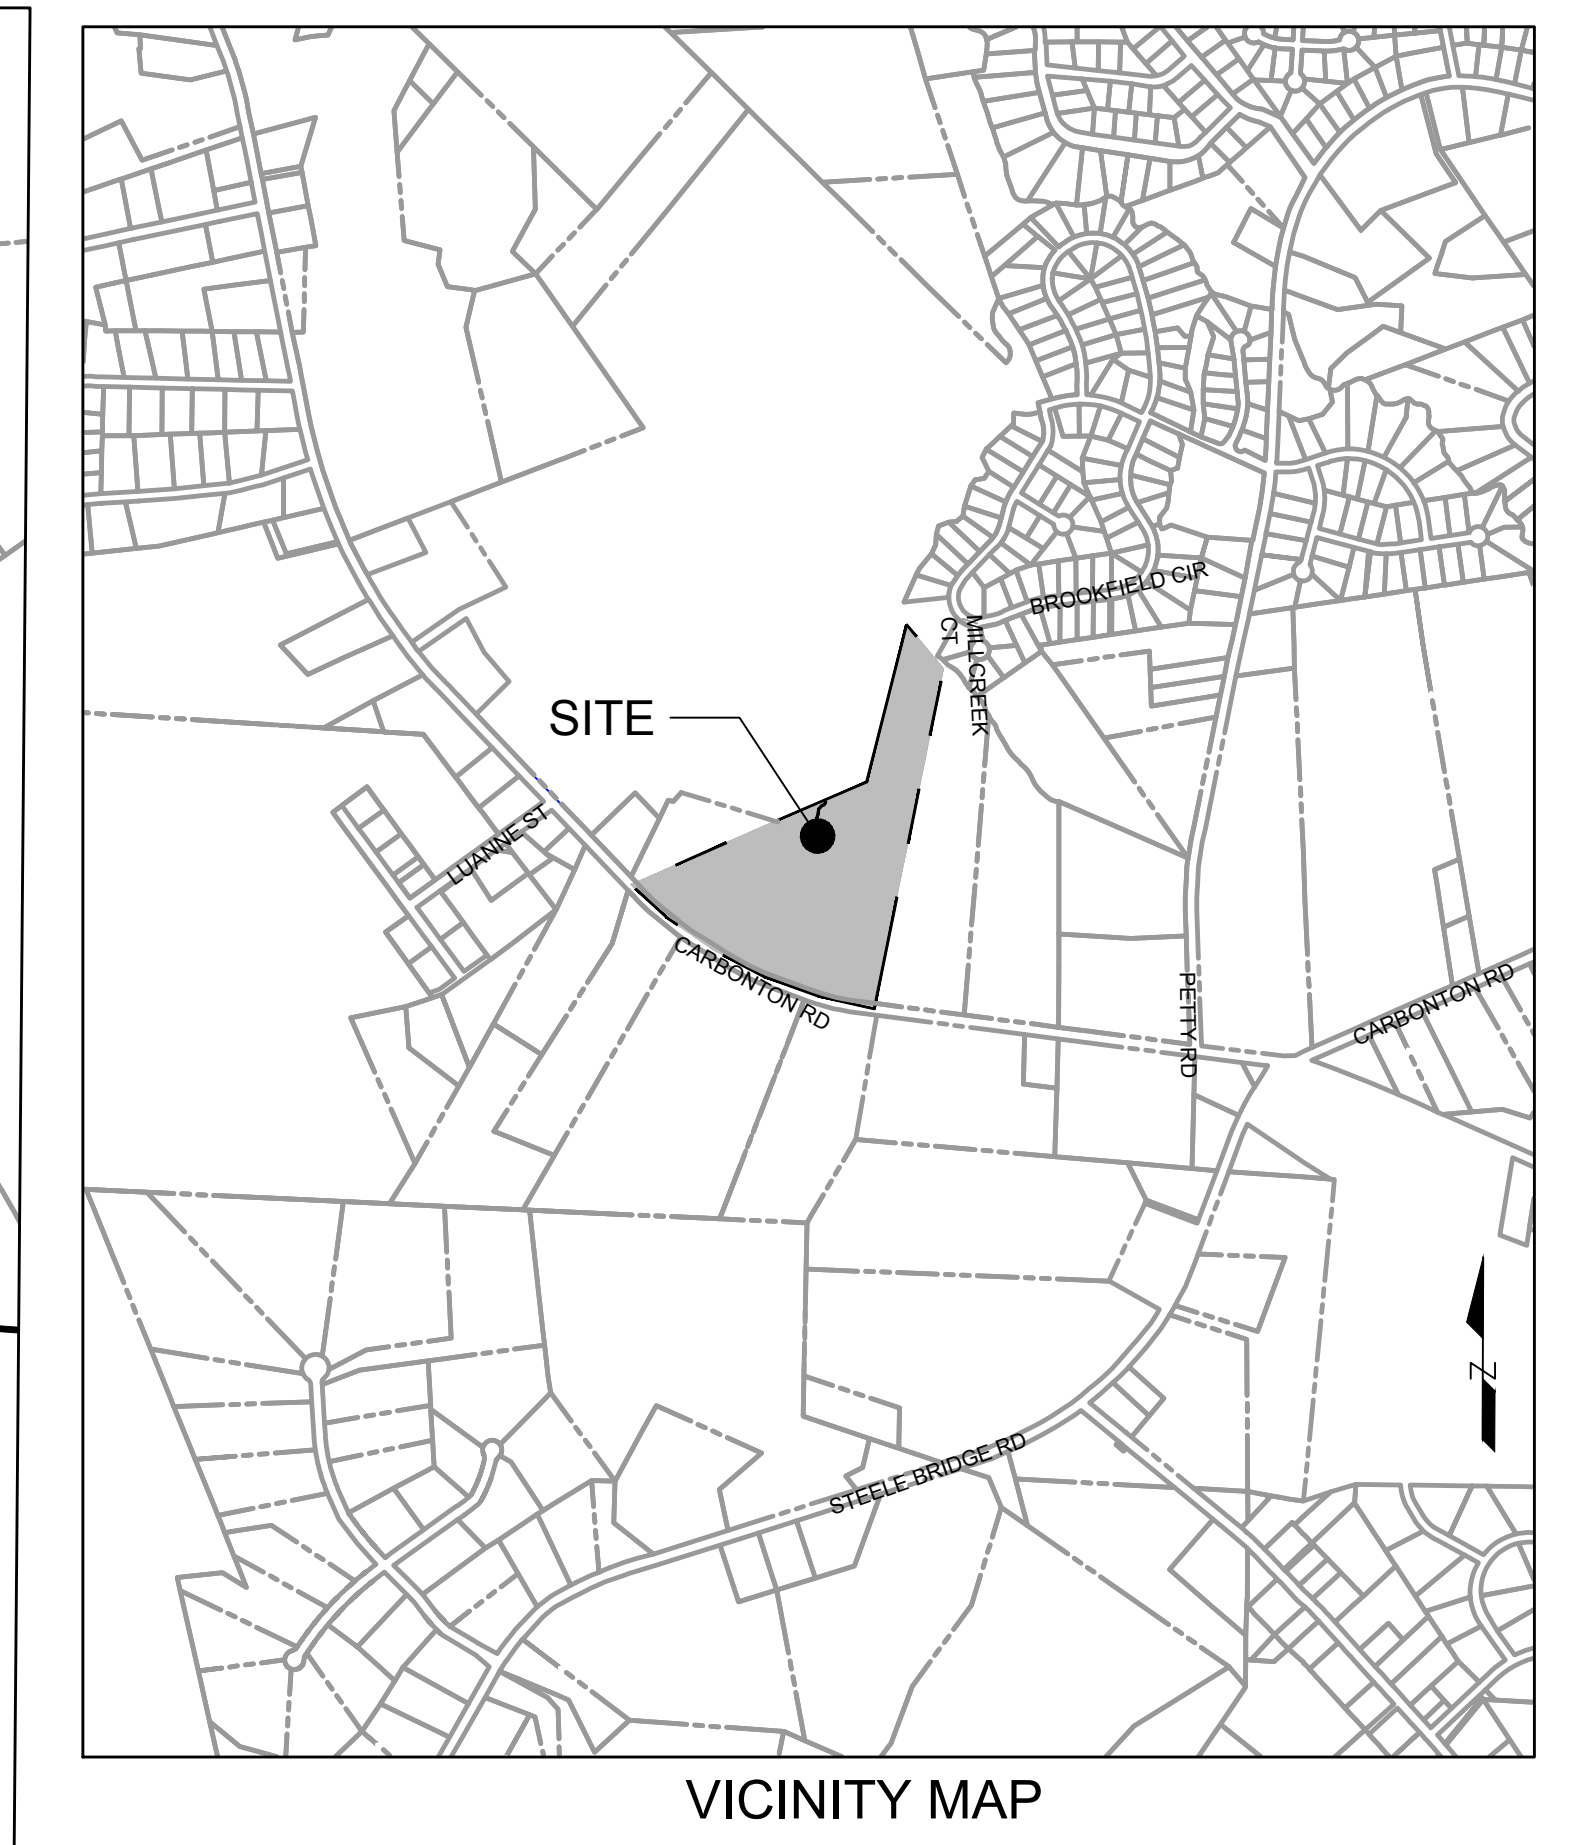 BROOKFIELD CIR
MILLCREEK
CT
SITE
LUANNE ST
CARBONTON RD
PETTY RD
CARBONTON RD
STEELE BRIDGE RD
N
VICINITY MAP